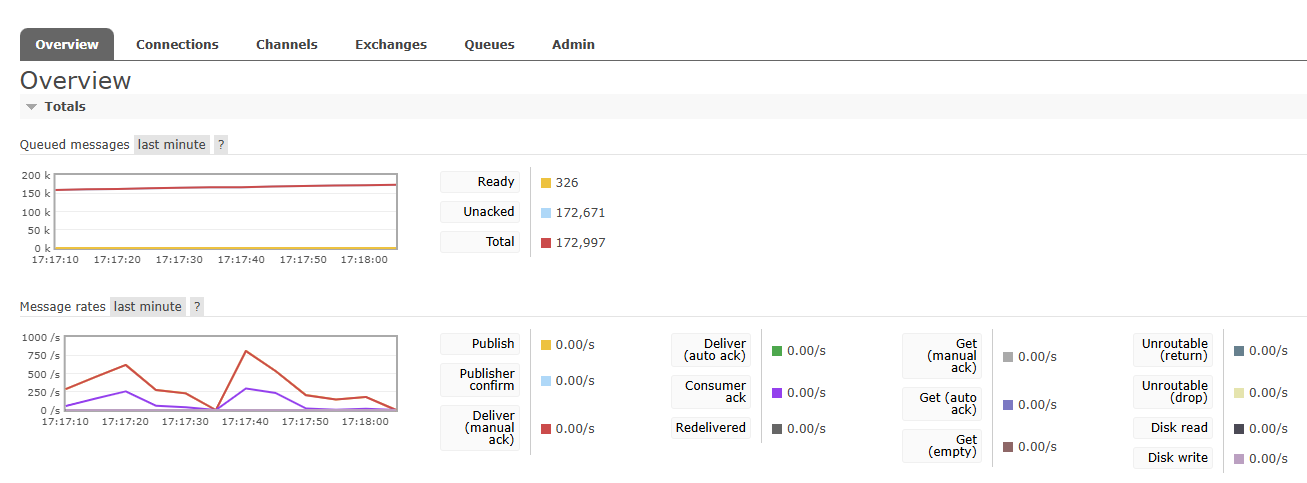 Overview Connections Channels Exchanges Queues Admin
Overview
Totals
Queued messages last minute ?
200 k
150 k
100 k
50 k
0 k
17:17:10 17:17:20 17:17:30 17:17:40 17:17:50 17:18:00
Ready 326
Unacked 172,671
Total 172,997
Message rates last minute ?
1000 /s
750 /s
500 /s
250 /s
0 /s
17:17:10 17:17:20 17:17:30 17:17:40 17:17:50 17:18:00
Publish 0.00/s
Publisher
confirm 0.00/s
Deliver
(manual
ack) 0.00/s
Deliver
(auto ack) 0.00/s
Consumer
ack 0.00/s
Redelivered 0.00/s
Get
(manual
ack) 0.00/s
Get (auto
ack) 0.00/s
Get
(empty) 0.00/s
Unroutable
(return) 0.00/s
Unroutable
(drop) 0.00/s
Disk read 0.00/s
Disk write 0.00/s